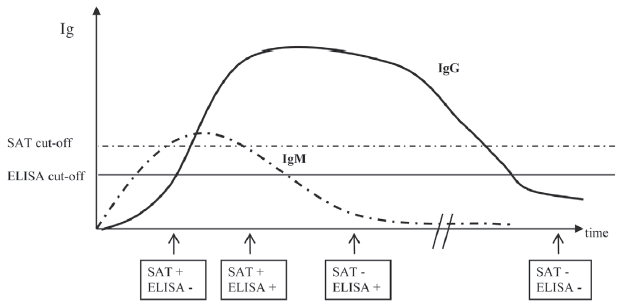 Ig
IgG
SAT cut-off
IgM
ELISA cut-off
time
SAT +
ELISA -
SAT +
ELISA +
SAT -
ELISA +
SAT -
ELISA -